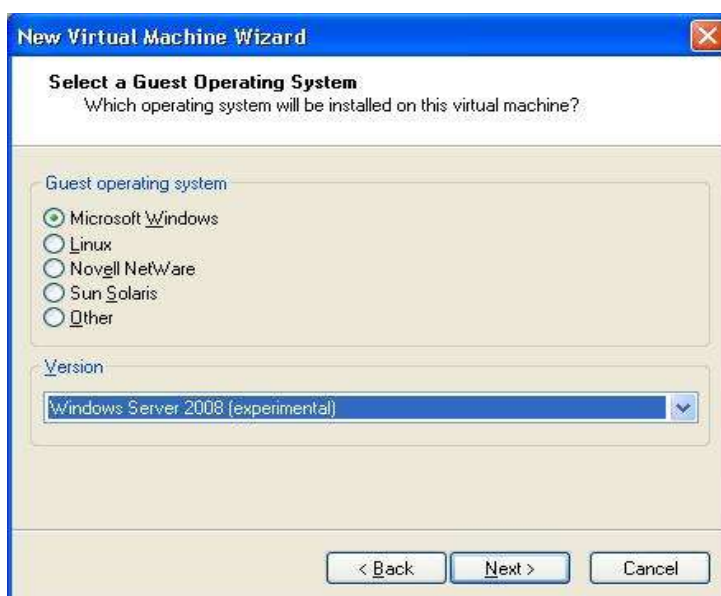 New Virtual Machine Wizard
Select a Guest Operating System
Which operating system will be installed on this virtual machine?
Guest operating system
Microsoft Windows
Linux
Novell NetWare
Sun Solaris
Other
Version
Windows Server 2008 (experimental)
< Back Next > Cancel